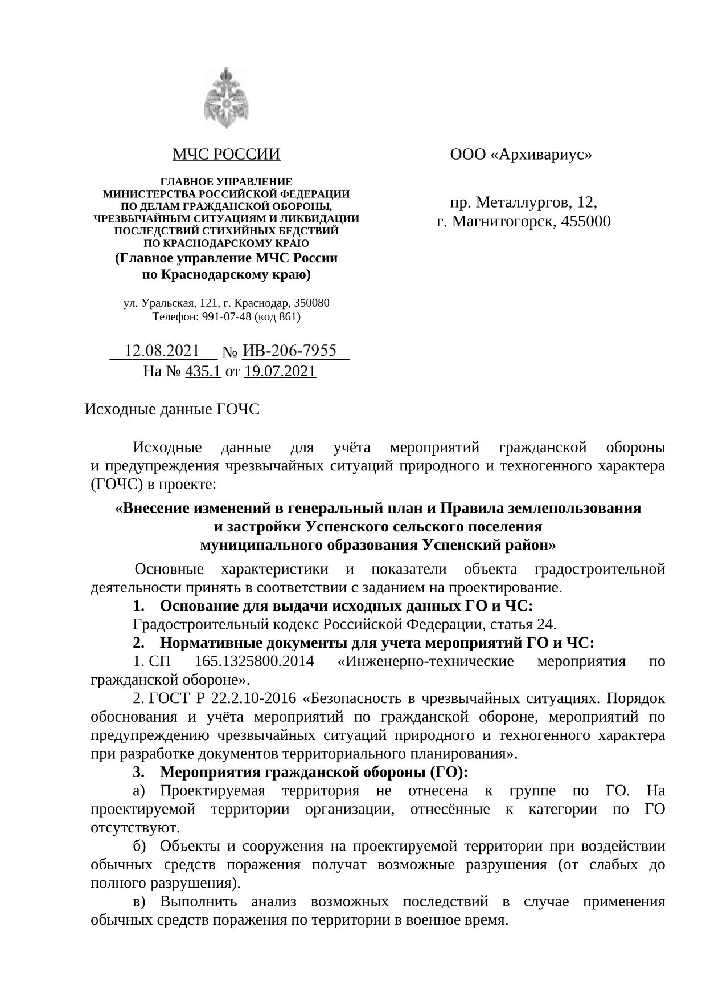 МЧС РОССИИ
ГЛАВНОЕ УПРАВЛЕНИЕ
МИНИСТЕРСТВА РОССИЙСКОЙ ФЕДЕРАЦИИ
ПО ДЕЛАМ ГРАЖДАНСКОЙ ОБОРОНЫ,
ЧРЕЗВЫЧАЙНЫМ СИТУАЦИЯМ И ЛИКВИДАЦИИ
ПОСЛЕДСТВИЙ СТИХИЙНЫХ БЕДСТВИЙ
ПО КРАСНОДАРСКОМУ КРАЮ
(Главное управление МЧС России
по Краснодарскому краю)
ул. Уральская, 121, г. Краснодар, 350080
Телефон: 991-07-48 (код 861)
12.08.2021 № ИВ-206-7955
На № 435.1 от 19.07.2021
ООО «Архивариус»
пр. Металлургов, 12,
г. Магнитогорск, 455000
Исходные данные ГОЧС
Исходные данные для учёта мероприятий гражданской обороны
и предупреждения чрезвычайных ситуаций природного и техногенного характера
(ГОЧС) в проекте:
«Внесение изменений в генеральный план и Правила землепользования
и застройки Успенского сельского поселения
муниципального образования Успенский район»
Основные характеристики и показатели объекта градостроительной
деятельности принять в соответствии с заданием на проектирование.
1. Основание для выдачи исходных данных ГО и ЧС:
Градостроительный кодекс Российской Федерации, статья 24.
2. Нормативные документы для учета мероприятий ГО и ЧС:
1. СП 165.1325800.2014 «Инженерно-технические мероприятия по
гражданской обороне».
2. ГОСТ Р 22.2.10-2016 «Безопасность в чрезвычайных ситуациях. Порядок
обоснования и учёта мероприятий по гражданской обороне, мероприятий по
предупреждению чрезвычайных ситуаций природного и техногенного характера
при разработке документов территориального планирования».
3. Мероприятия гражданской обороны (ГО):
а) Проектируемая территория не отнесена к группе по ГО. На
проектируемой территории организации, отнесённые к категории по ГО
отсутствуют.
б) Объекты и сооружения на проектируемой территории при воздействии
обычных средств поражения получат возможные разрушения (от слабых до
полного разрушения).
в) Выполнить анализ возможных последствий в случае применения
обычных средств поражения по территории в военное время.